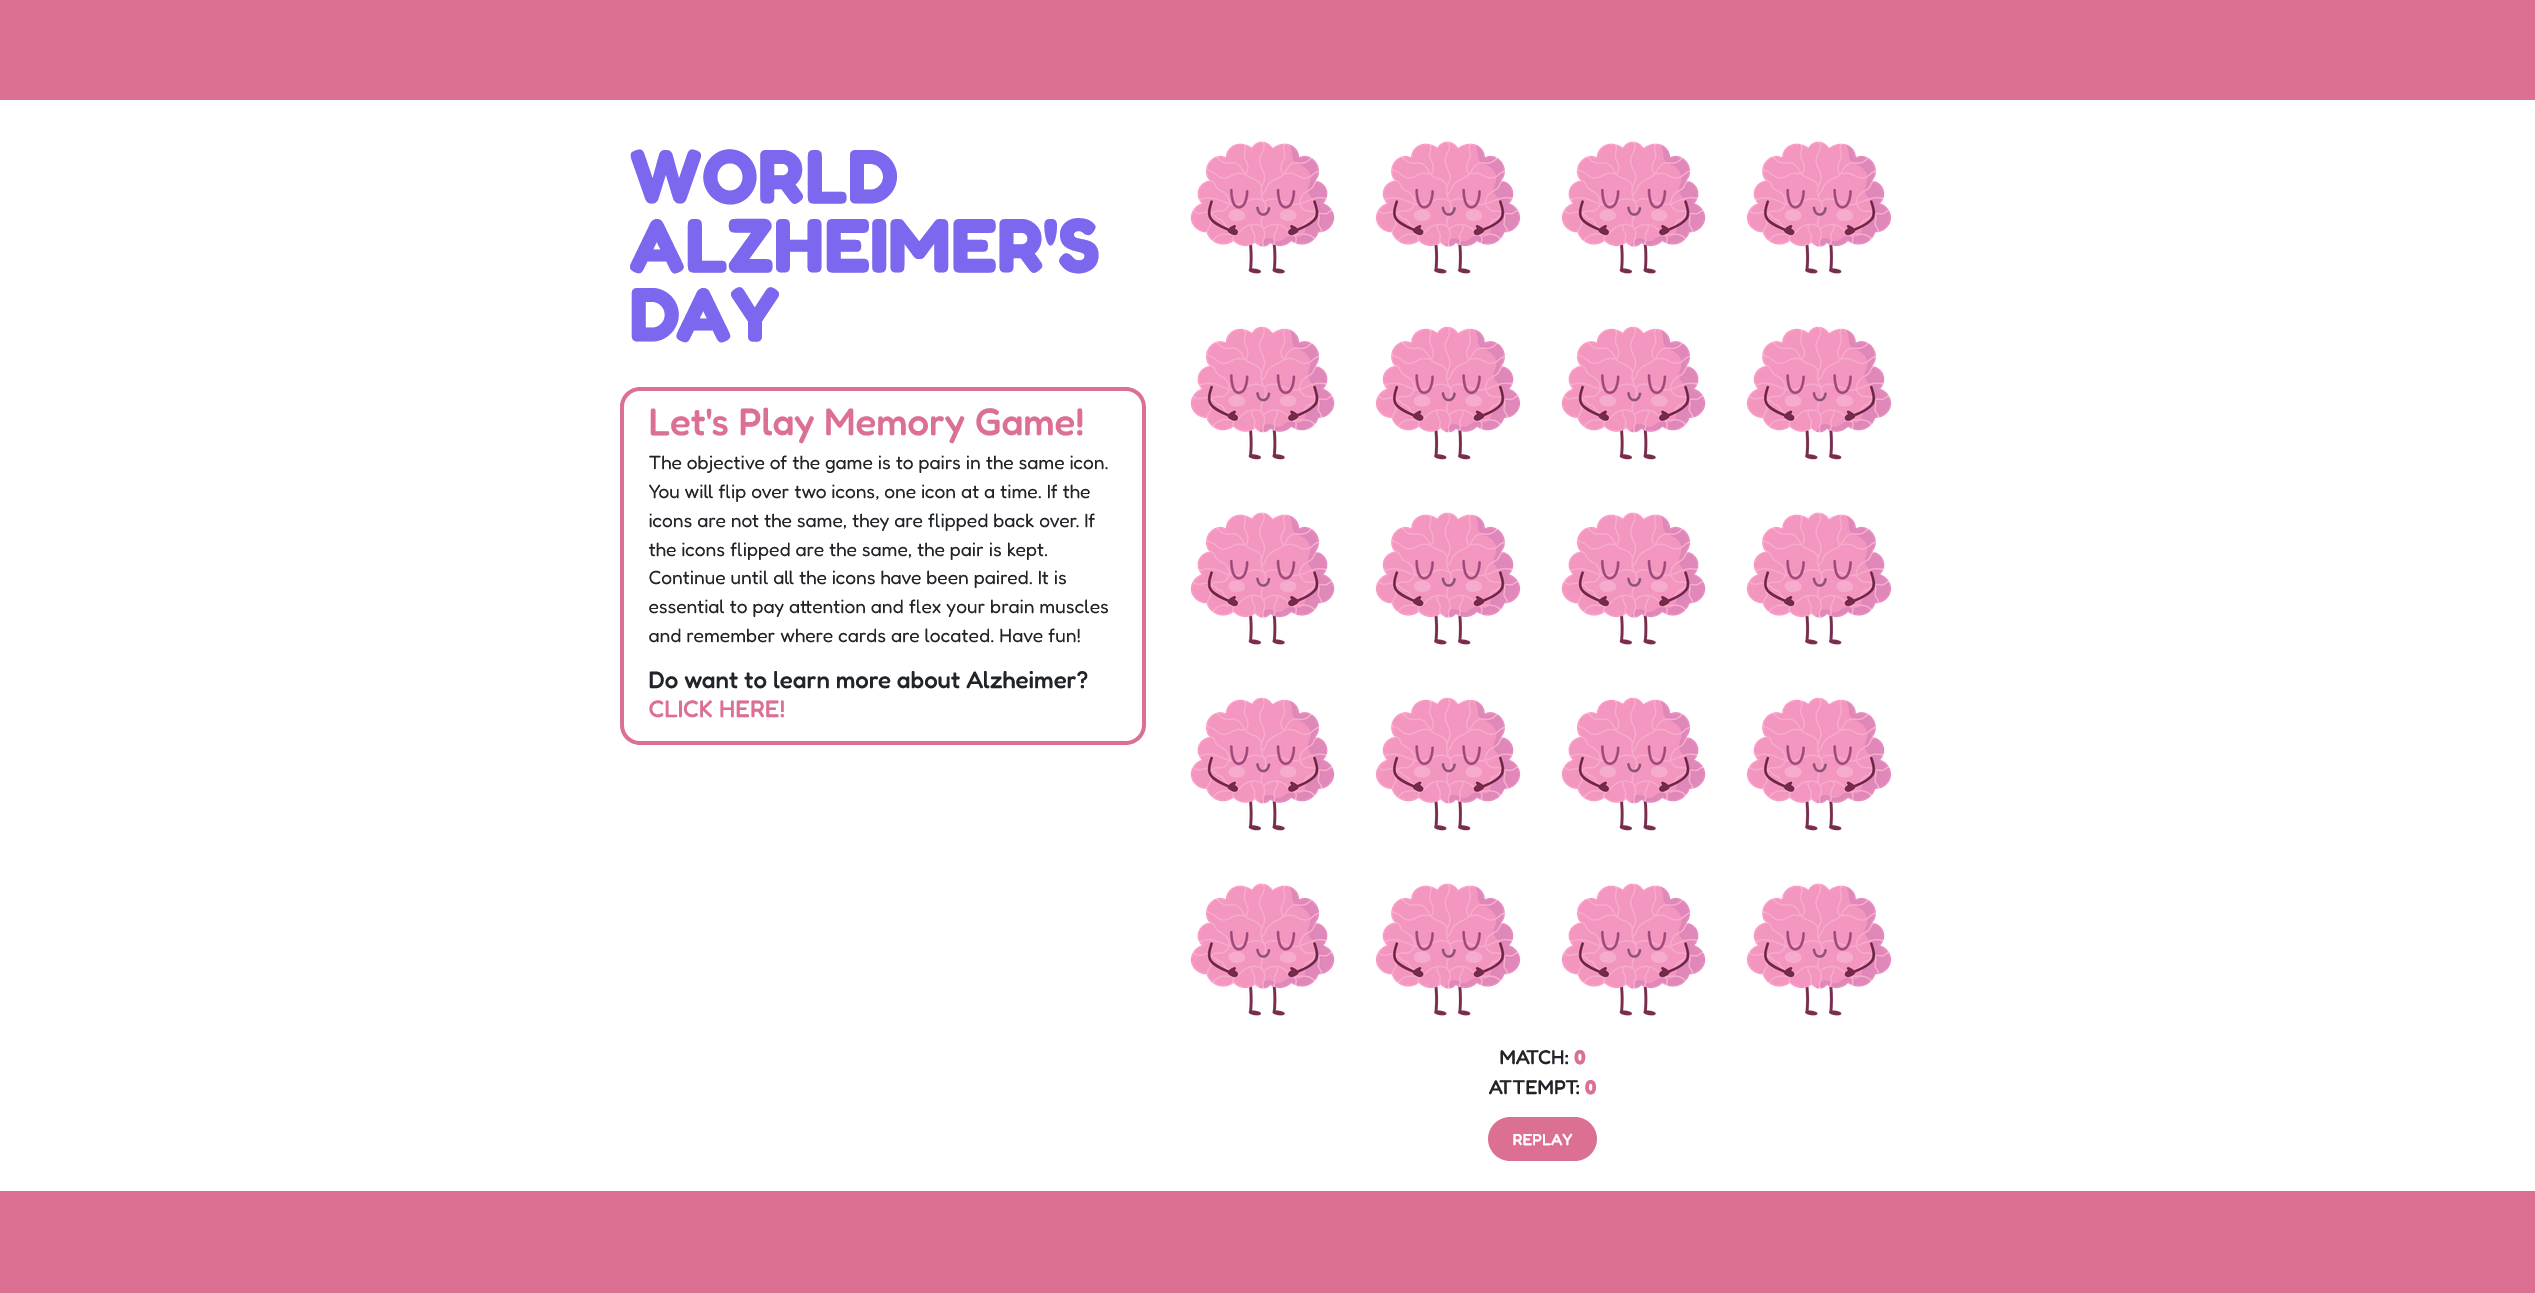 WORLD
ALZHEIMER'S
DAY
Let's Play Memory Game!
The objective of the game is to pairs in the same icon.
You will flip over two icons, one icon at a time. If the
icons are not the same, they are flipped back over. If
the icons flipped are the same, the pair is kept.
Continue until all the icons have been paired. It is
essential to pay attention and flex your brain muscles
and remember where cards are located. Have fun!
Do want to learn more about Alzheimer?
CLICK HERE!
MATCH: 0
ATTEMPT: 0
REPLAY